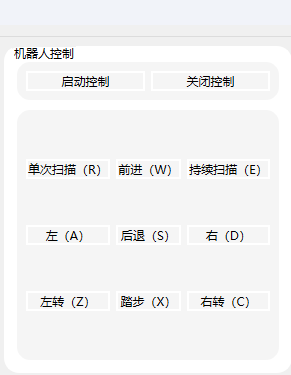 机器人控制
启动控制 关闭控制
单次扫描（R） 前进（W） 持续扫描（E）
左（A） 后退（S） 右（D）
左转（Z） 踏步（X） 右转（C）